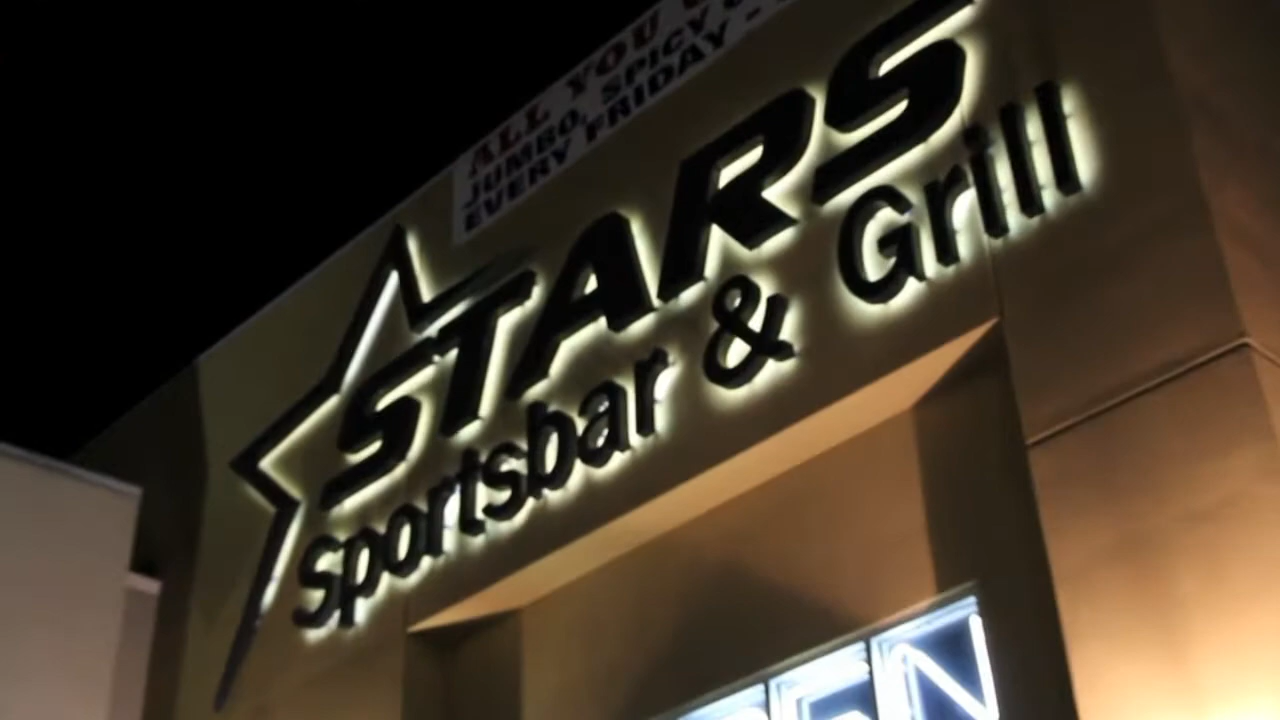 ALL YOU
JUMBO, SPICY
EVERY FRIDAY -
STARS
Sportsbar & Grill